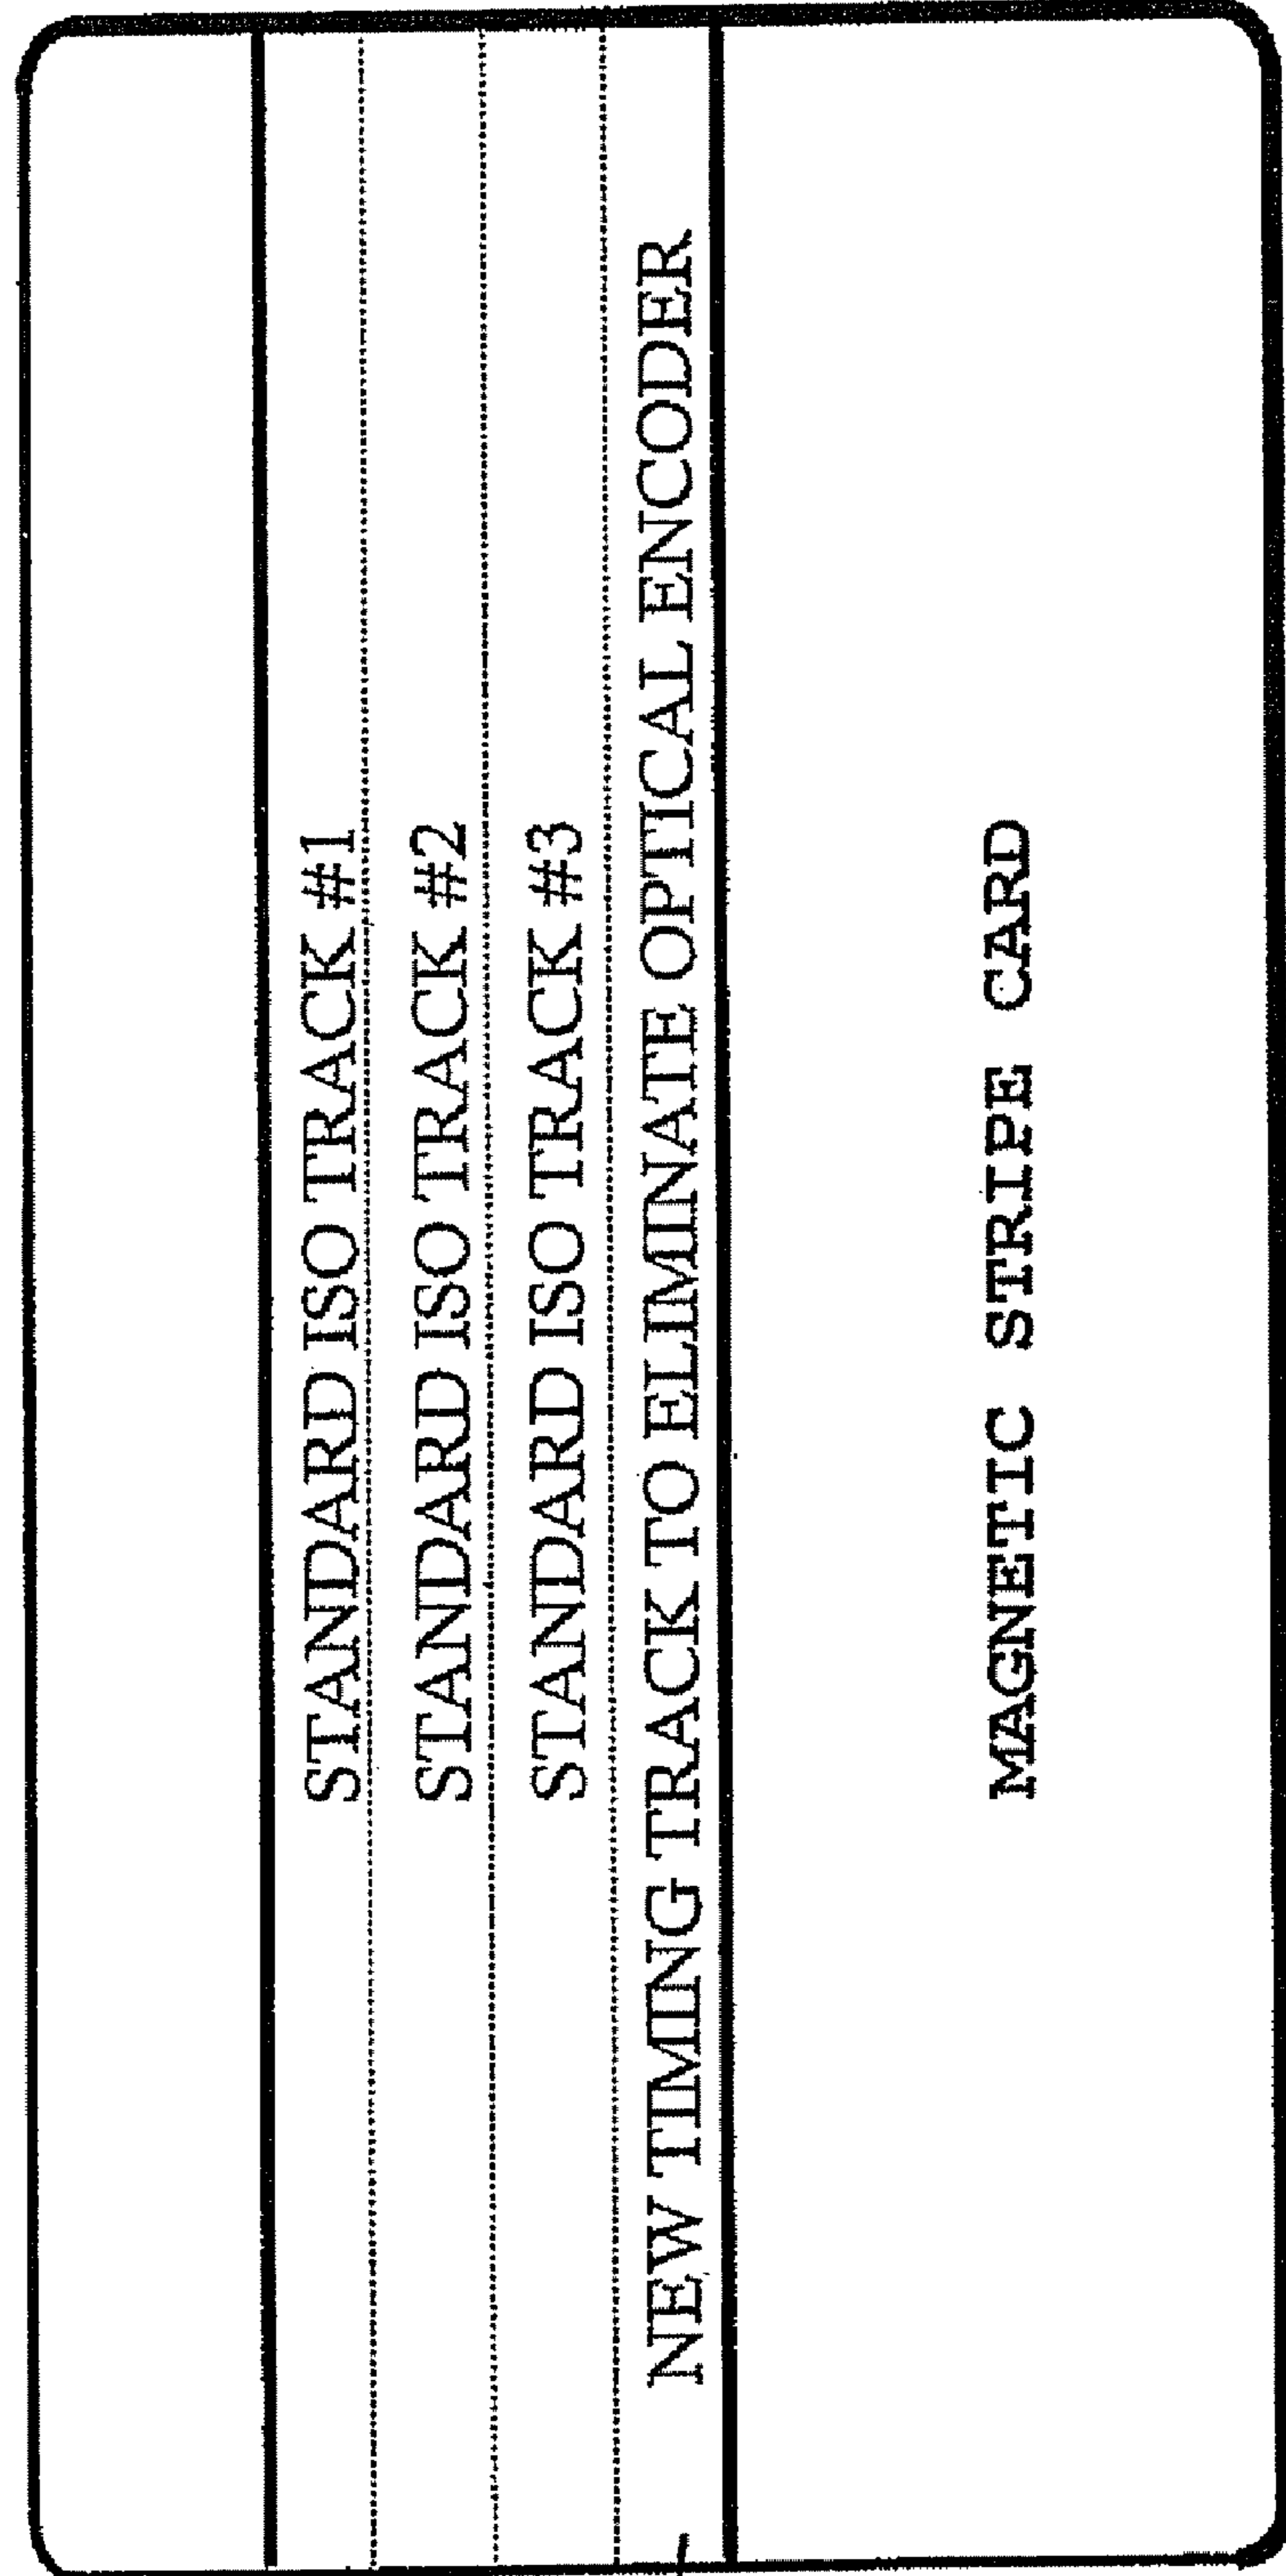 STANDARD ISO TRACK #1
STANDARD ISO TRACK #2
STANDARD ISO TRACK #3
NEW TIMING TRACK TO ELIMINATE OPTICAL ENCODER
MAGNETIC STRIPE CARD